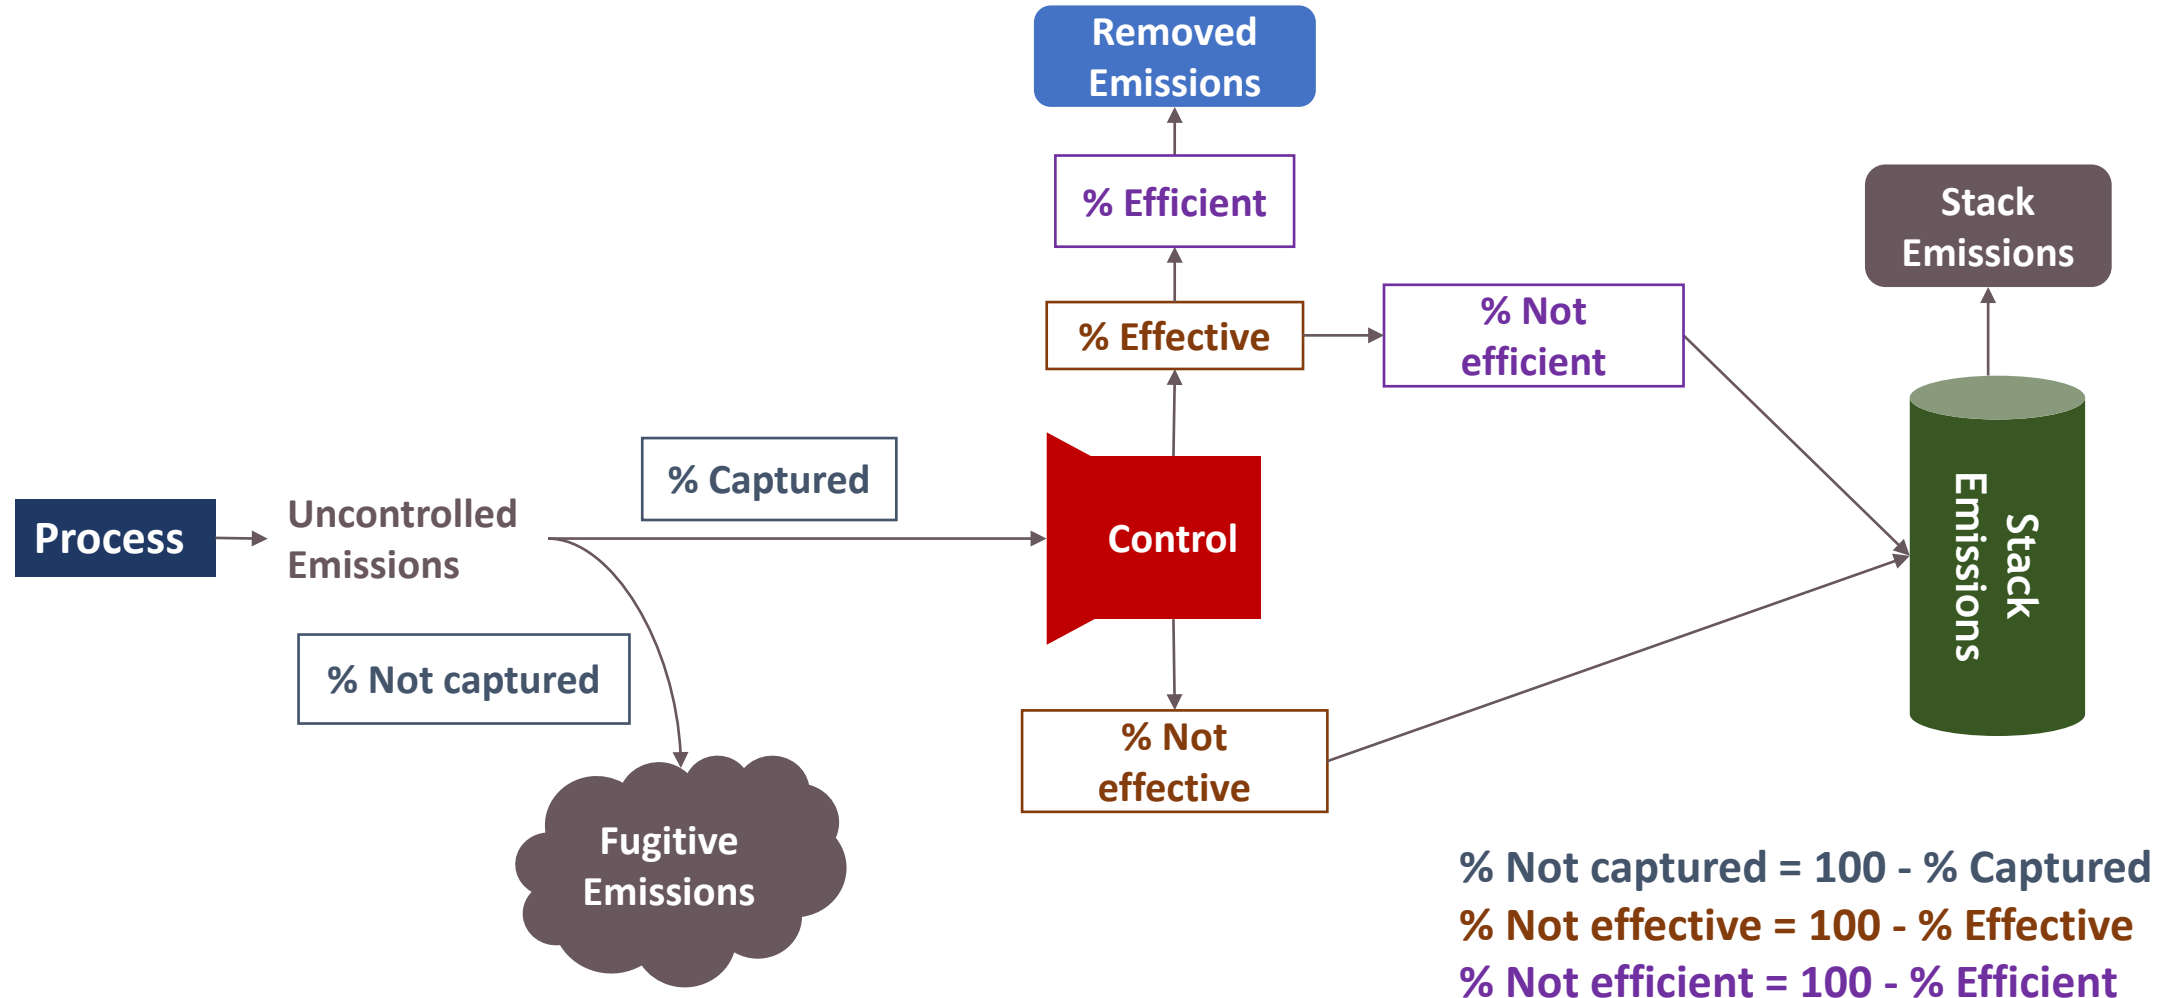 Removed
Emissions
% Efficient
Stack
Emissions
% Effective
% Not
efficient
% Captured
Process
Uncontrolled
Emissions
Control
Stack
Emissions
% Not captured
% Not
effective
Fugitive
Emissions
% Not captured = 100 - % Captured
% Not effective = 100 - % Effective
% Not efficient = 100 - % Efficient